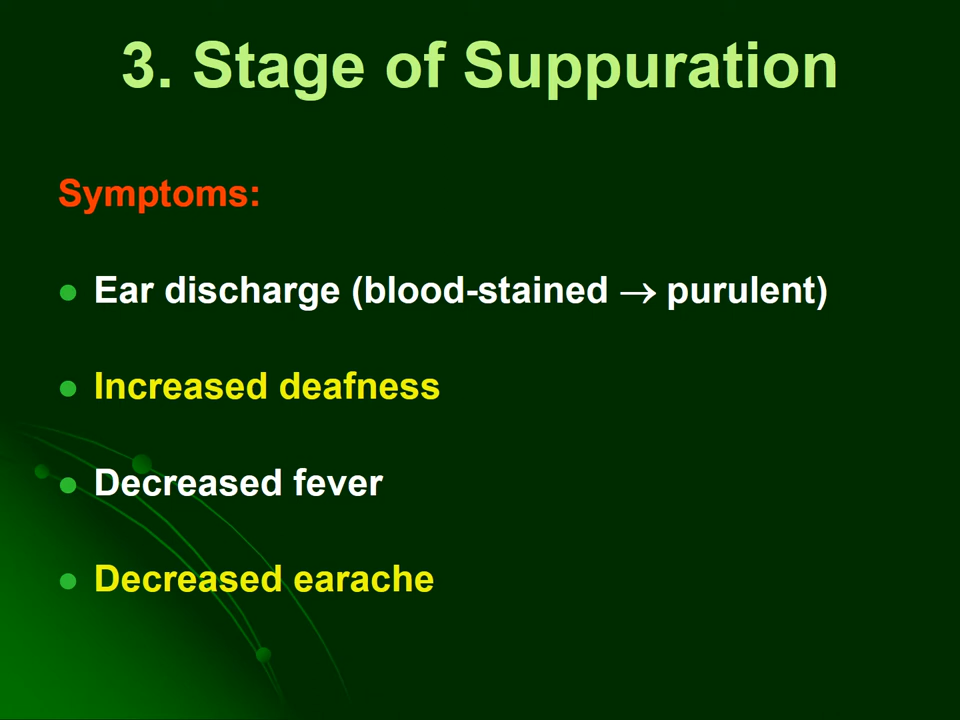 3. Stage of Suppuration
Symptoms:
● Ear discharge (blood-stained → purulent)
● Increased deafness
● Decreased fever
● Decreased earache